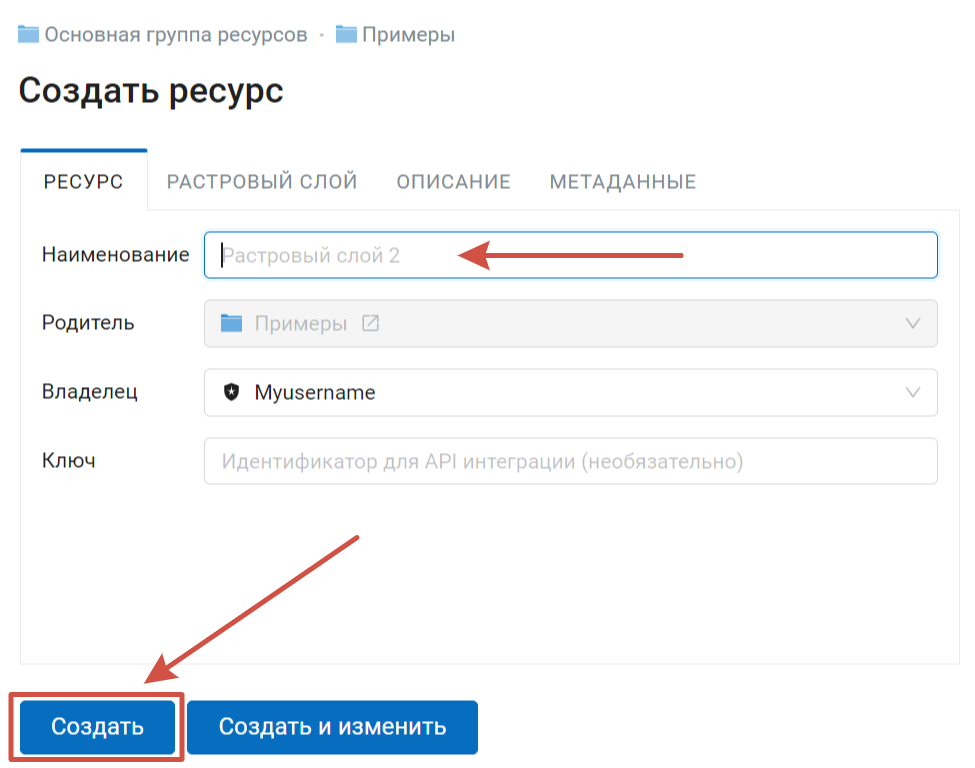 Основная группа ресурсов • Примеры
Создать ресурс
РЕСУРС РАСТРОВЫЙ СЛОЙ ОПИСАНИЕ МЕТАДАННЫЕ
Наименование Растровый слой 2
Родитель Примеры
Владелец Myusername
Ключ Идентификатор для API интеграции (необязательно)
Создать Создать и изменить